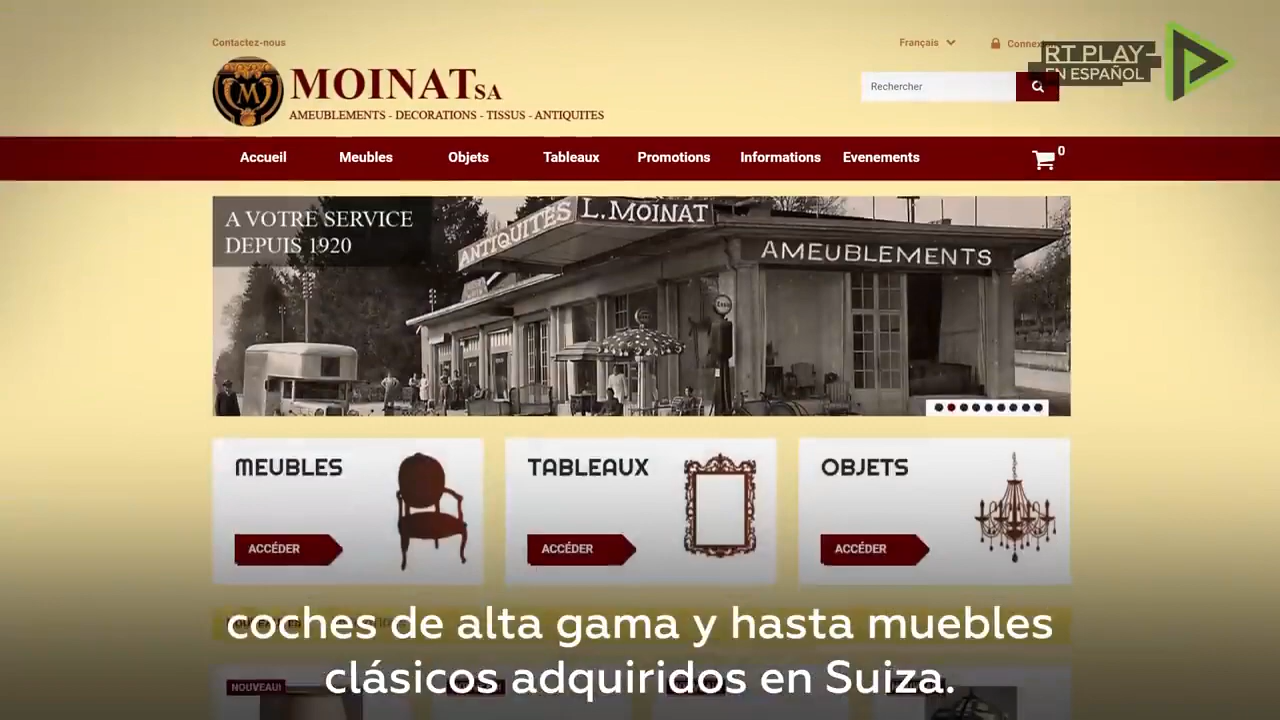 Contactez-nous
Français
RT PLAY
EN ESPAÑOL
M
MOINAT SA
AMEUBLEMENTS - DECORATIONS - TISSUS - ANTIQUITES
Rechercher
Accueil Meubles Objets Tableaux Promotions Informations Evenements 0
A VOTRE SERVICE
DEPUIS 1920
ANTIQUITES L. MOINAT
AMEUBLEMENTS
MEUBLES TABLEAUX OBJETS
ACCÉDER ACCÉDER ACCÉDER
coches de alta gama y hasta muebles
clásicos adquiridos en Suiza.
NOUVEAU!